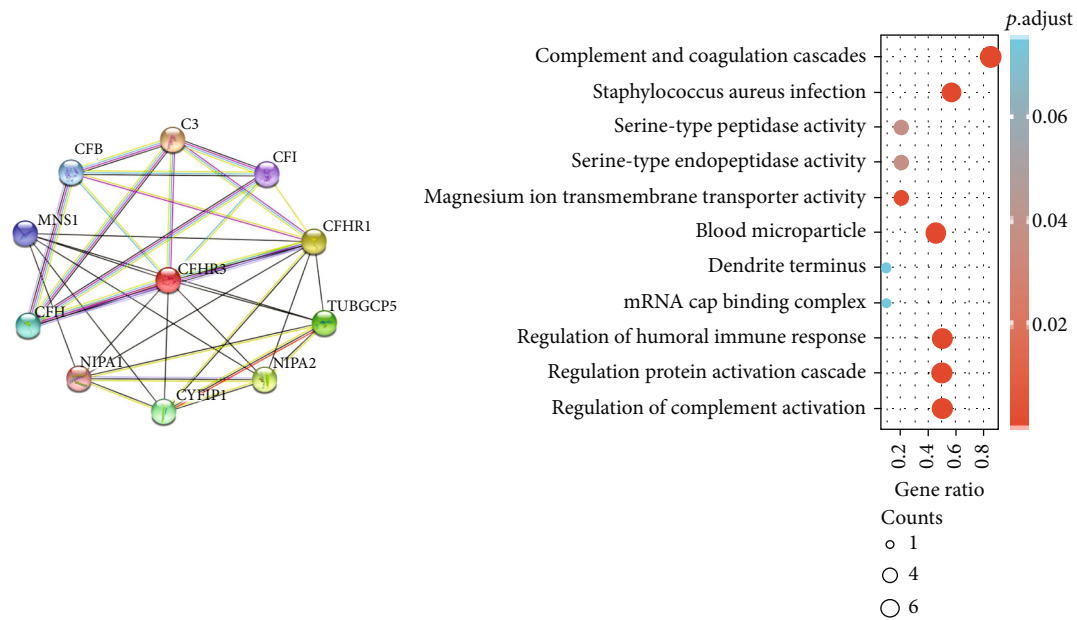 C3
CFB
CFI
MNS1
CFHR1
CFHR3
TUBGCP5
CFH
NIPA1
NIPA2
CYFIP1
p.adjust
Complement and coagulation cascades
Staphylococcus aureus infection
Serine-type peptidase activity
Serine-type endopeptidase activity
Magnesium ion transmembrane transporter activity
Blood microparticle
Dendrite terminus
mRNA cap binding complex
Regulation of humoral immune response
Regulation protein activation cascade
Regulation of complement activation
0.06
0.04
0.02
0.2
0.4
0.6
0.8
Gene ratio
Counts
1
4
6